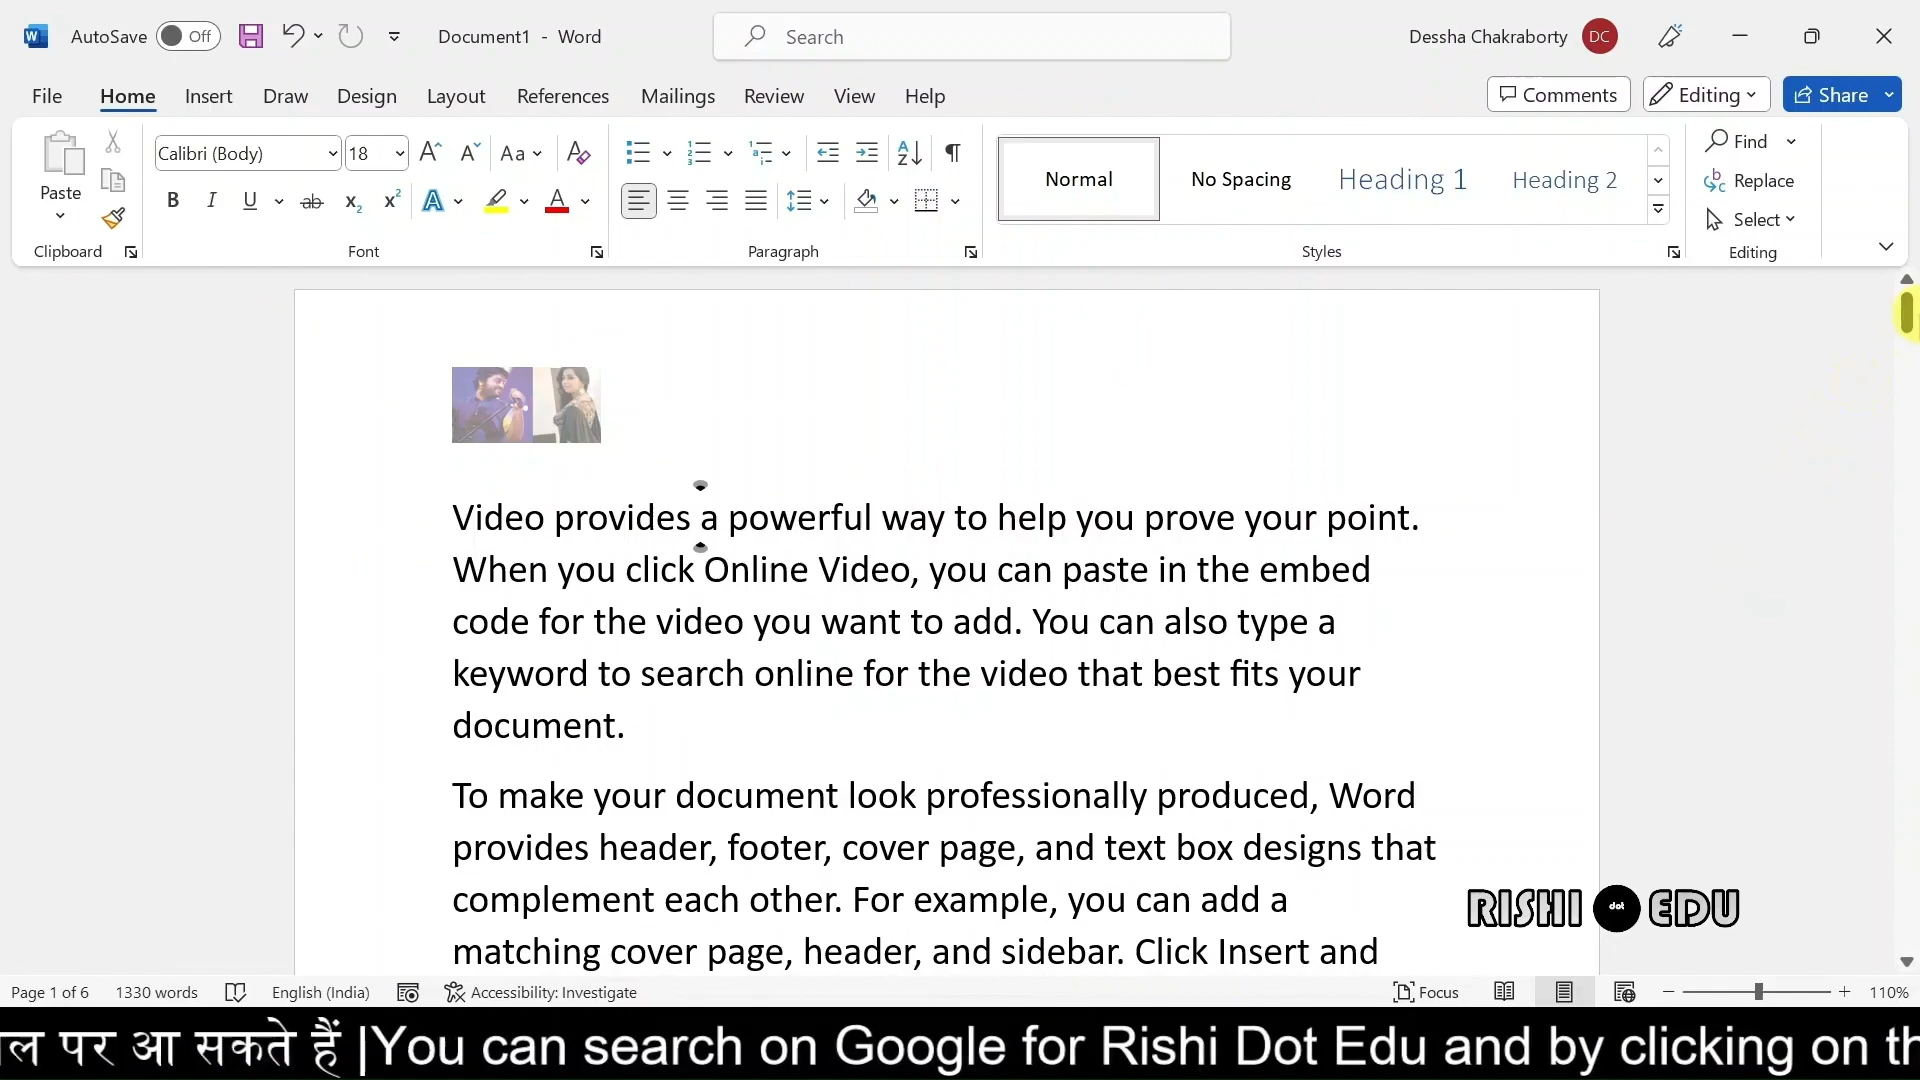 AutoSave Off Document1 - Word Search Dessha Chakraborty DC
File Home Insert Draw Design Layout References Mailings Review View Help Comments Editing Share
Calibri (Body) 18 Aa Find
Paste Normal No Spacing Heading 1 Heading 2 Replace
B I U ab x₂ x² A A Select
Clipboard Font Paragraph Styles Editing
Video provides a powerful way to help you prove your point.
When you click Online Video, you can paste in the embed
code for the video you want to add. You can also type a
keyword to search online for the video that best fits your
document.
To make your document look professionally produced, Word
provides header, footer, cover page, and text box designs that
complement each other. For example, you can add a
matching cover page, header, and sidebar. Click Insert and
RISHI dot EDU
Page 1 of 6 1330 words English (India) Accessibility: Investigate Focus 110%
ल पर आ सकते हैं |You can search on Google for Rishi Dot Edu and by clicking on th